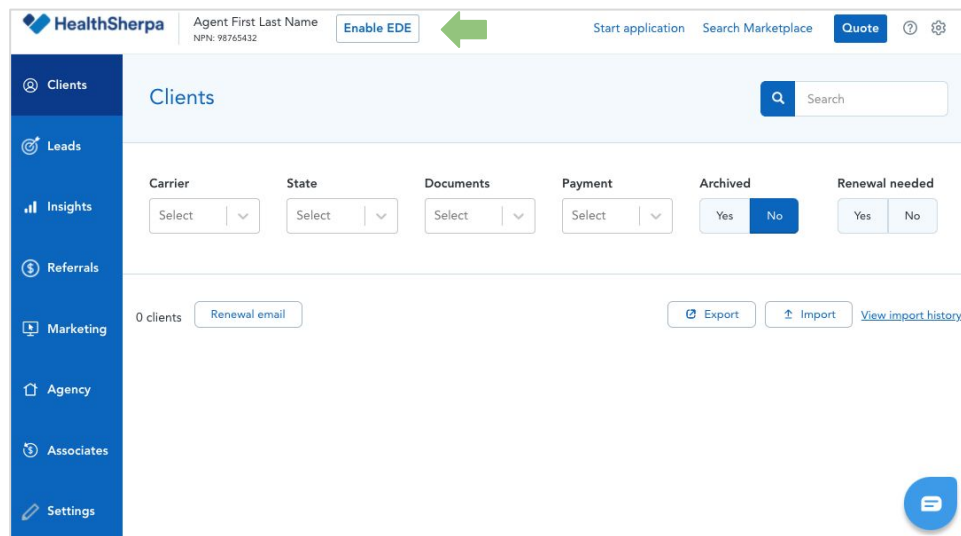 HealthSherpa
Agent First Last Name
NPN: 98765432
Enable EDE
Start application
Search Marketplace
Quote
?
Clients
Leads
Insights
Referrals
Marketing
Agency
Associates
Settings
Clients
Search
Carrier
Select
State
Select
Documents
Select
Payment
Select
Archived
Yes
No
Renewal needed
Yes
No
0 clients
Renewal email
Export
Import
View import history